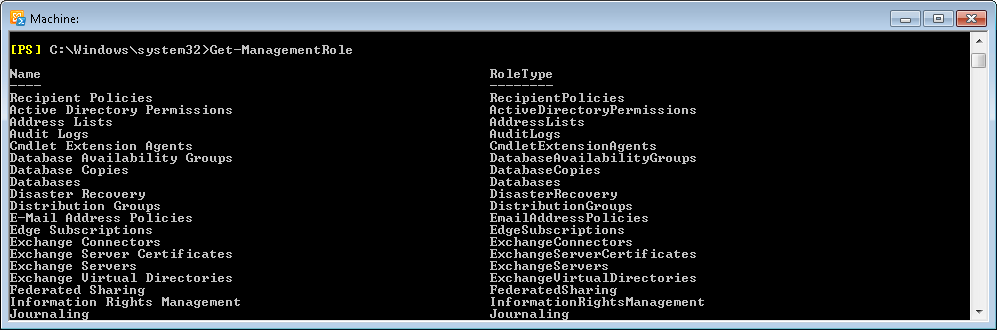 Machine:
[PS] C:\Windows\system32>Get-ManagementRole
Name RoleType
---- --------
Recipient Policies RecipientPolicies
Active Directory Permissions ActiveDirectoryPermissions
Address Lists AddressLists
Audit Logs AuditLogs
Cmdlet Extension Agents CmdletExtensionAgents
Database Availability Groups DatabaseAvailabilityGroups
Database Copies DatabaseCopies
Databases Databases
Disaster Recovery DisasterRecovery
Distribution Groups DistributionGroups
E-Mail Address Policies EmailAddressPolicies
Edge Subscriptions EdgeSubscriptions
Exchange Connectors ExchangeConnectors
Exchange Server Certificates ExchangeServerCertificates
Exchange Servers ExchangeServers
Exchange Virtual Directories ExchangeVirtualDirectories
Federated Sharing FederatedSharing
Information Rights Management InformationRightsManagement
Journaling Journaling